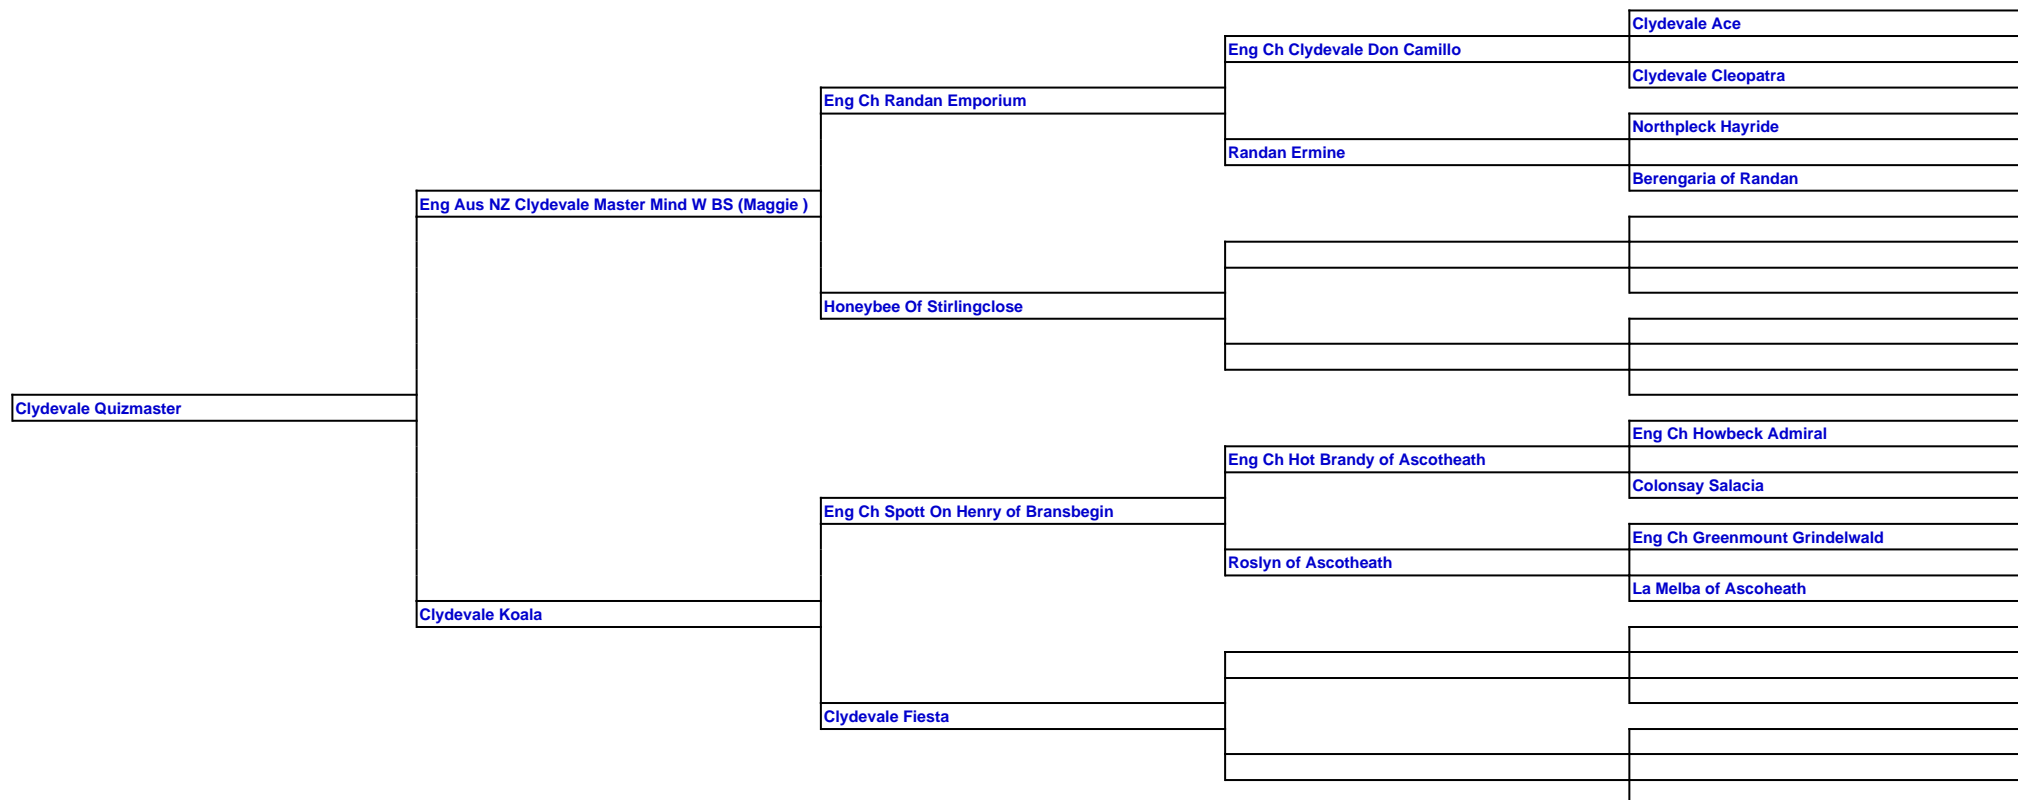 Clydevale Ace
Eng Ch Clydevale Don Camillo
Clydevale Cleopatra
Eng Ch Randan Emporium
Northpleck Hayride
Randan Ermine
Berengaria of Randan
Eng Aus NZ Clydevale Master Mind W BS (Maggie )
Honeybee Of Stirlingclose
Clydevale Quizmaster
Eng Ch Howbeck Admiral
Eng Ch Hot Brandy of Ascotheath
Colonsay Salacia
Eng Ch Spott On Henry of Bransbegin
Eng Ch Greenmount Grindelwald
Roslyn of Ascotheath
La Melba of Ascoheath
Clydevale Koala
Clydevale Fiesta